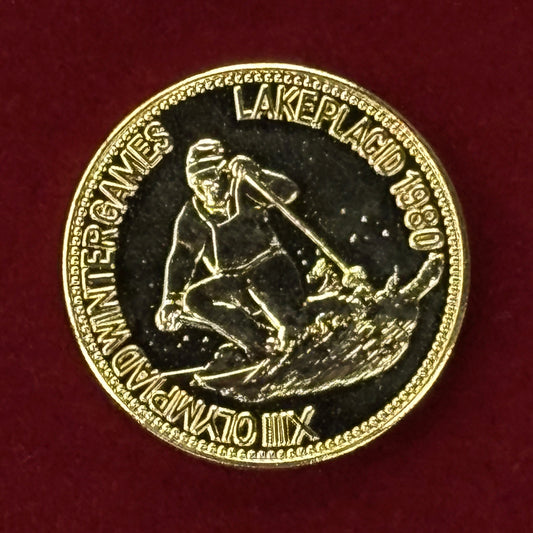 XIII OLYMPIAD WINTER GAMES
LAKE PLACID 1980